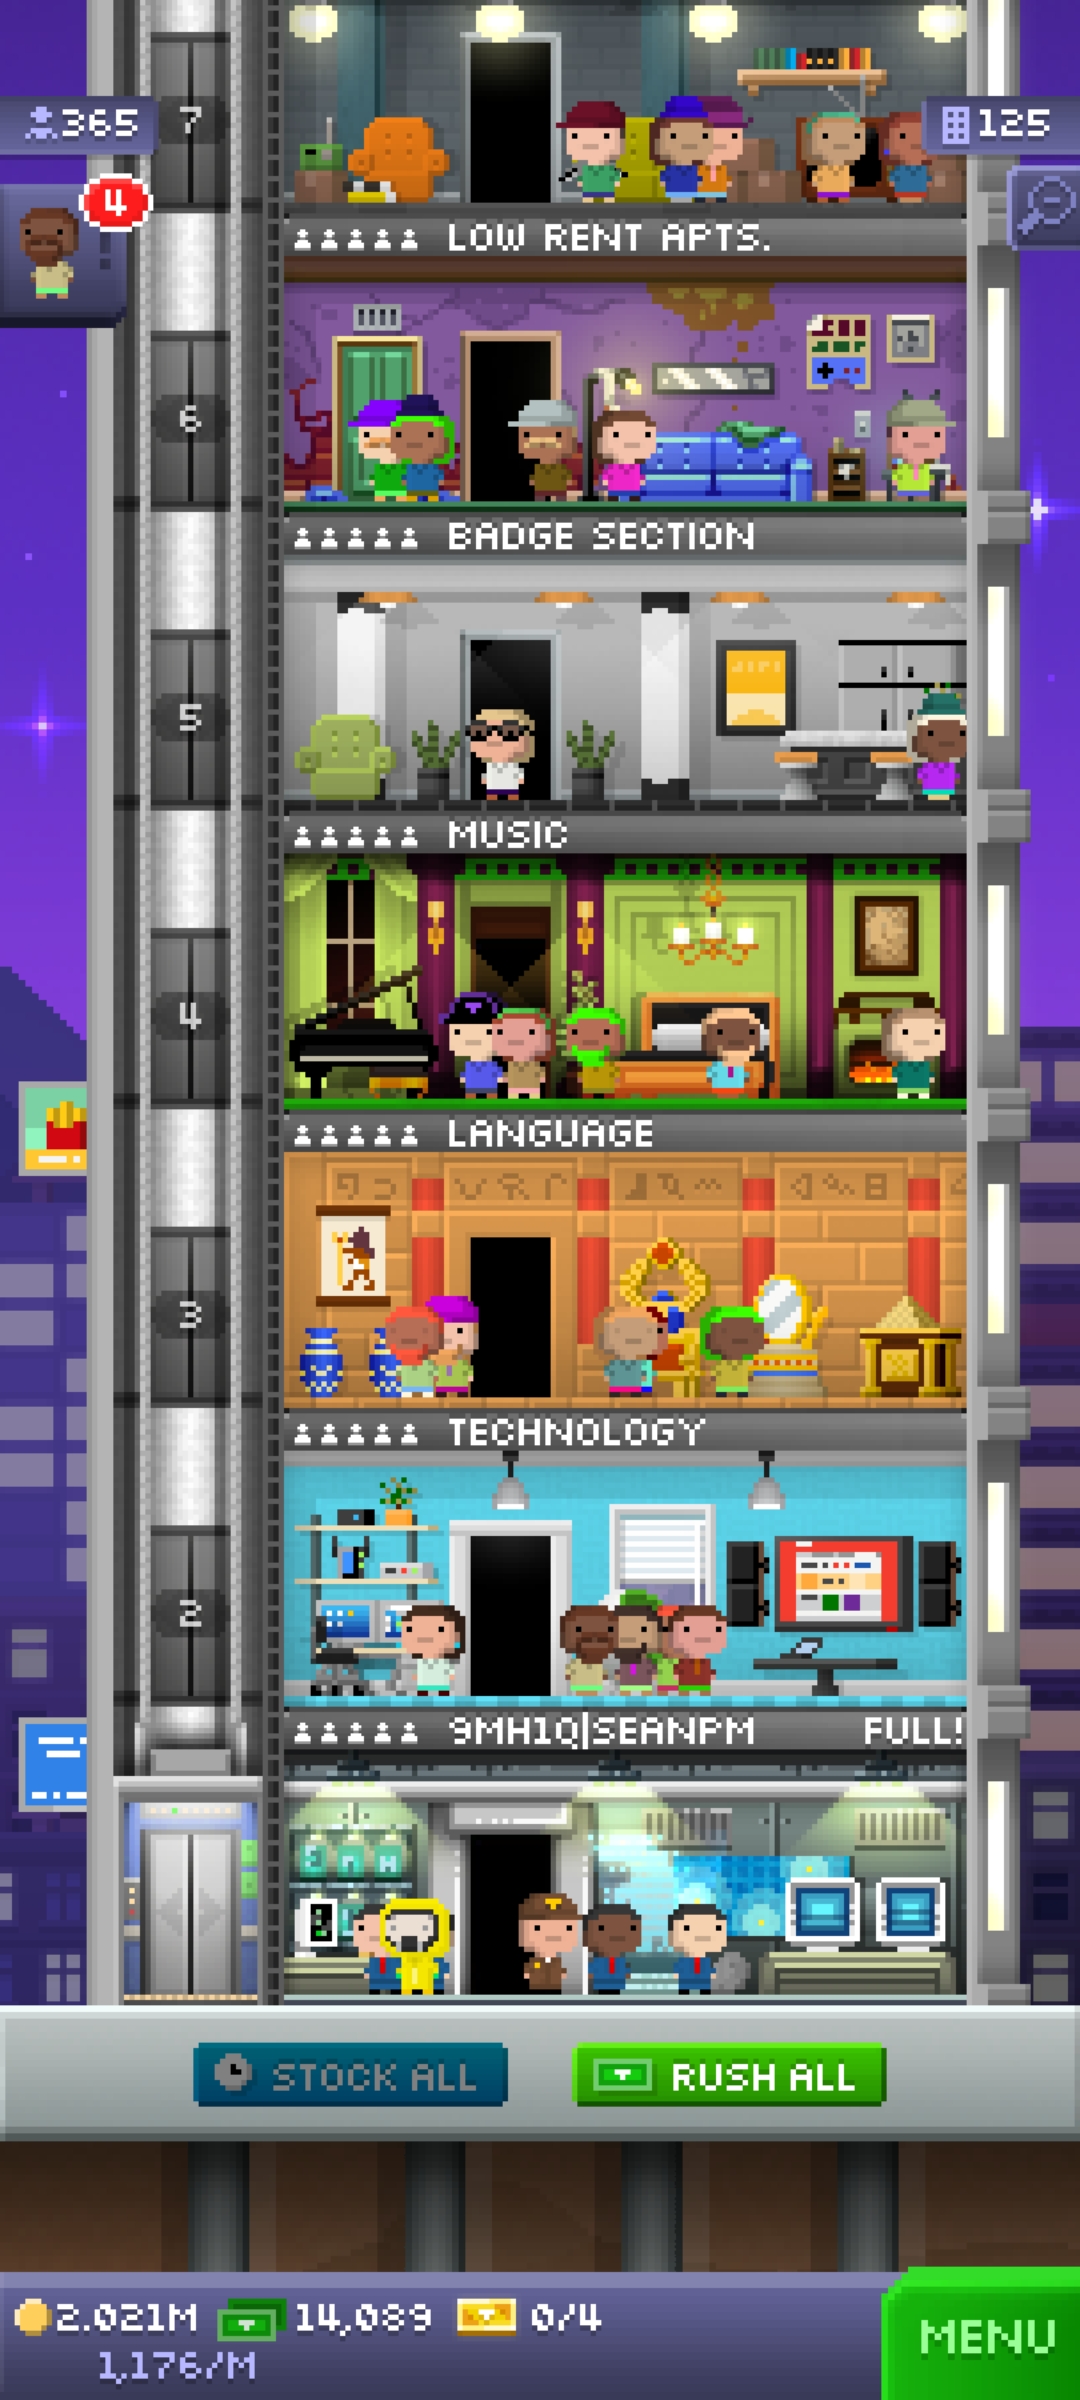 7
365
125
4
LOW RENT APTS.
6
BADGE SECTION
5
MUSIC
4
LANGUAGE
3
TECHNOLOGY
2
9MH1Q|SEANPM FULL!
STOCK ALL
RUSH ALL
2.021M 14,089 0/4
1,176/M
MENU